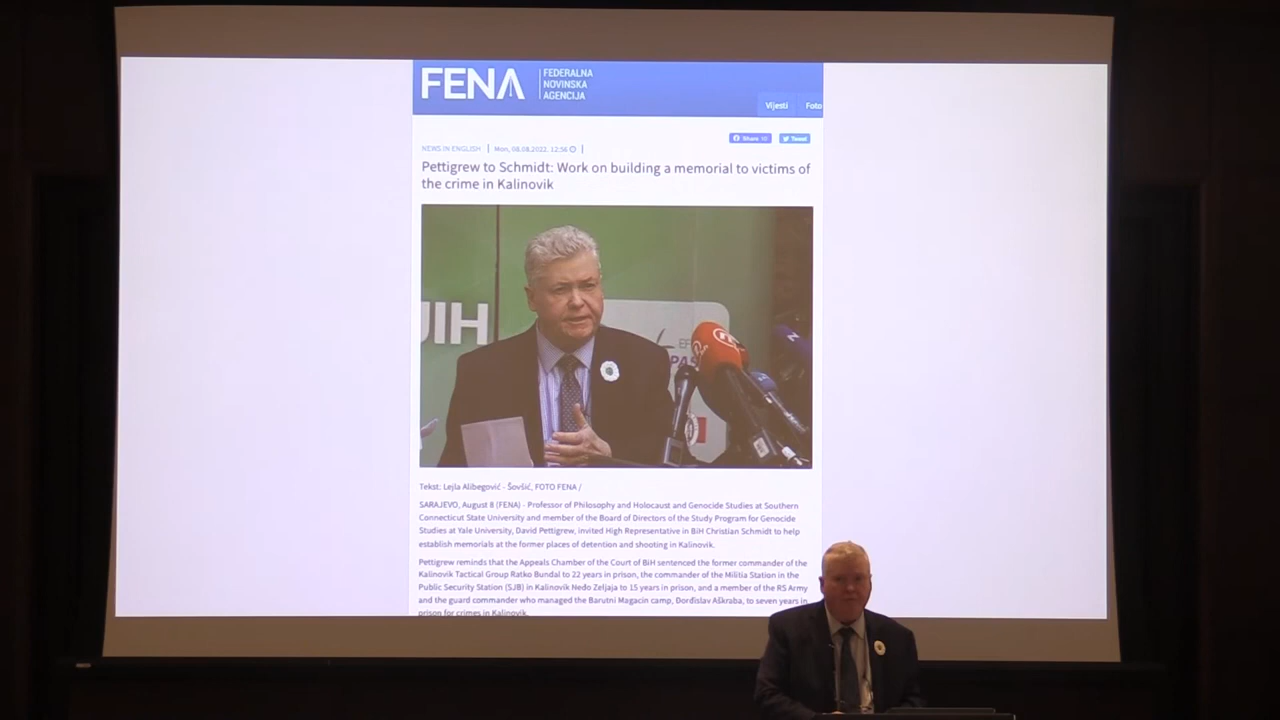 FENA
FEDERALNA
NOVINSKA
AGENCIJA
Vijesti Foto
Share 10 Tweet
NEWS IN ENGLISH | Mon, 08.08.2022, 12:56 |
Pettigrew to Schmidt: Work on building a memorial to victims of
the crime in Kalinovik
JIH
EF
PAS
N
Tekst: Lejla Alibegović - Šovšić, FOTO FENA /
SARAJEVO, August 8 (FENA) - Professor of Philosophy and Holocaust and Genocide Studies at Southern
Connecticut State University and member of the Board of Directors of the Study Program for Genocide
Studies at Yale University, David Pettigrew, invited High Representative in BiH Christian Schmidt to help
establish memorials at the former places of detention and shooting in Kalinovik.
Pettigrew reminds that the Appeals Chamber of the Court of BiH sentenced the former commander of the
Kalinovik Tactical Group Ratko Bundal to 22 years in prison, the commander of the Militia Station in the
Public Security Station (SJB) in Kalinovik Neđo Zeljaja to 15 years in prison, and a member of the RS Army
and the guard commander who managed the Barutni Magacin camp, Đorđislav Aškraba, to seven years in
prison for crimes in Kalinovik.